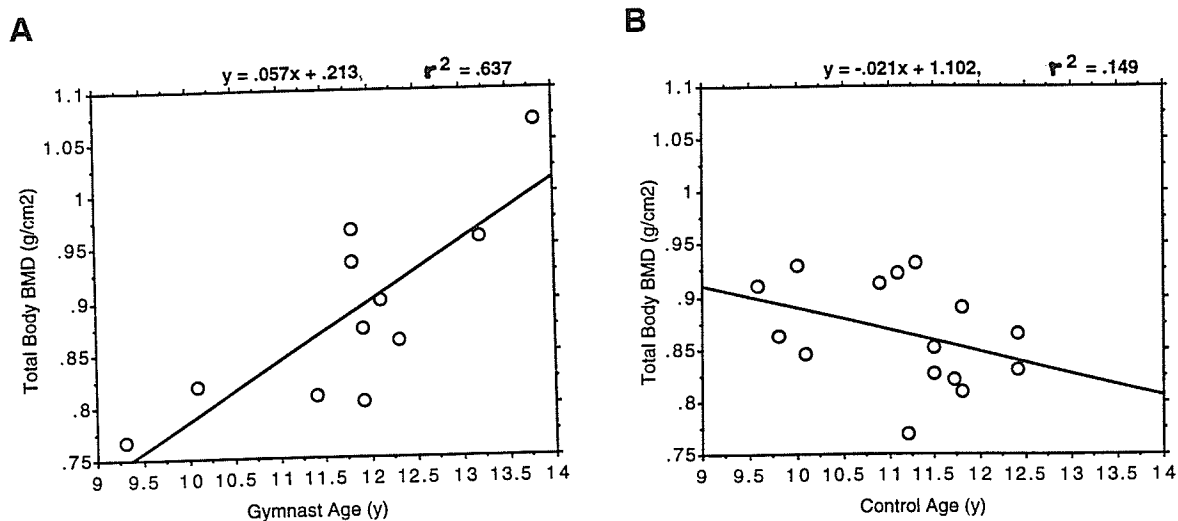 A
y = .057x + .213, r² = .637
1.1
1.05
1
.95
.9
.85
.8
.75
Total Body BMD (g/cm2)
9 9.5 10 10.5 11 11.5 12 12.5 13 13.5 14
Gymnast Age (y)
B
y = -.021x + 1.102, r² = .149
1.1
1.05
1
.95
.9
.85
.8
.75
Total Body BMD (g/cm2)
9 9.5 10 10.5 11 11.5 12 12.5 13 13.5 14
Control Age (y)